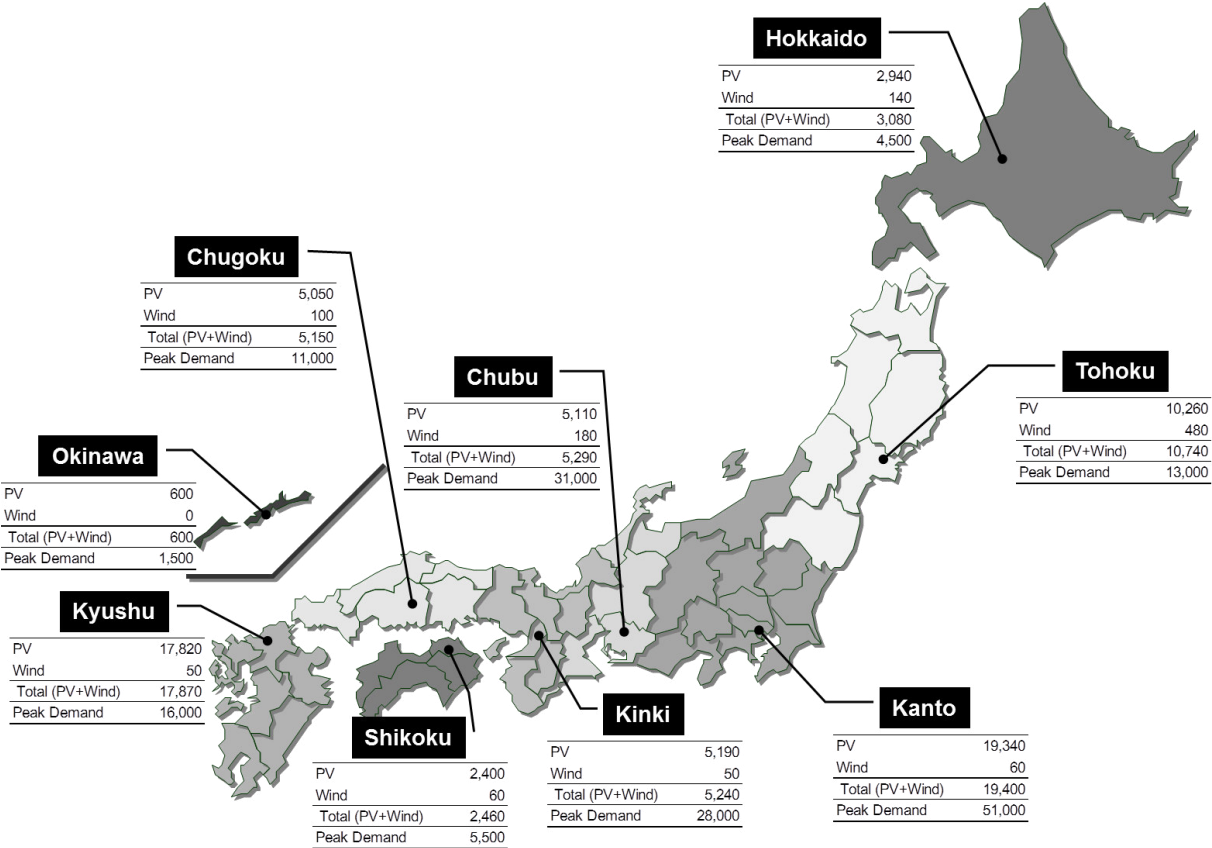 Hokkaido
PV 2,940
Wind 140
Total (PV+Wind) 3,080
Peak Demand 4,500
Chugoku
PV 5,050
Wind 100
Total (PV+Wind) 5,150
Peak Demand 11,000
Chubu
PV 5,110
Wind 180
Total (PV+Wind) 5,290
Peak Demand 31,000
Tohoku
PV 10,260
Wind 480
Total (PV+Wind) 10,740
Peak Demand 13,000
Okinawa
PV 600
Wind 0
Total (PV+Wind) 600
Peak Demand 1,500
Kyushu
PV 17,820
Wind 50
Total (PV+Wind) 17,870
Peak Demand 16,000
Shikoku
PV 2,400
Wind 60
Total (PV+Wind) 2,460
Peak Demand 5,500
Kinki
PV 5,190
Wind 50
Total (PV+Wind) 5,240
Peak Demand 28,000
Kanto
PV 19,340
Wind 60
Total (PV+Wind) 19,400
Peak Demand 51,000